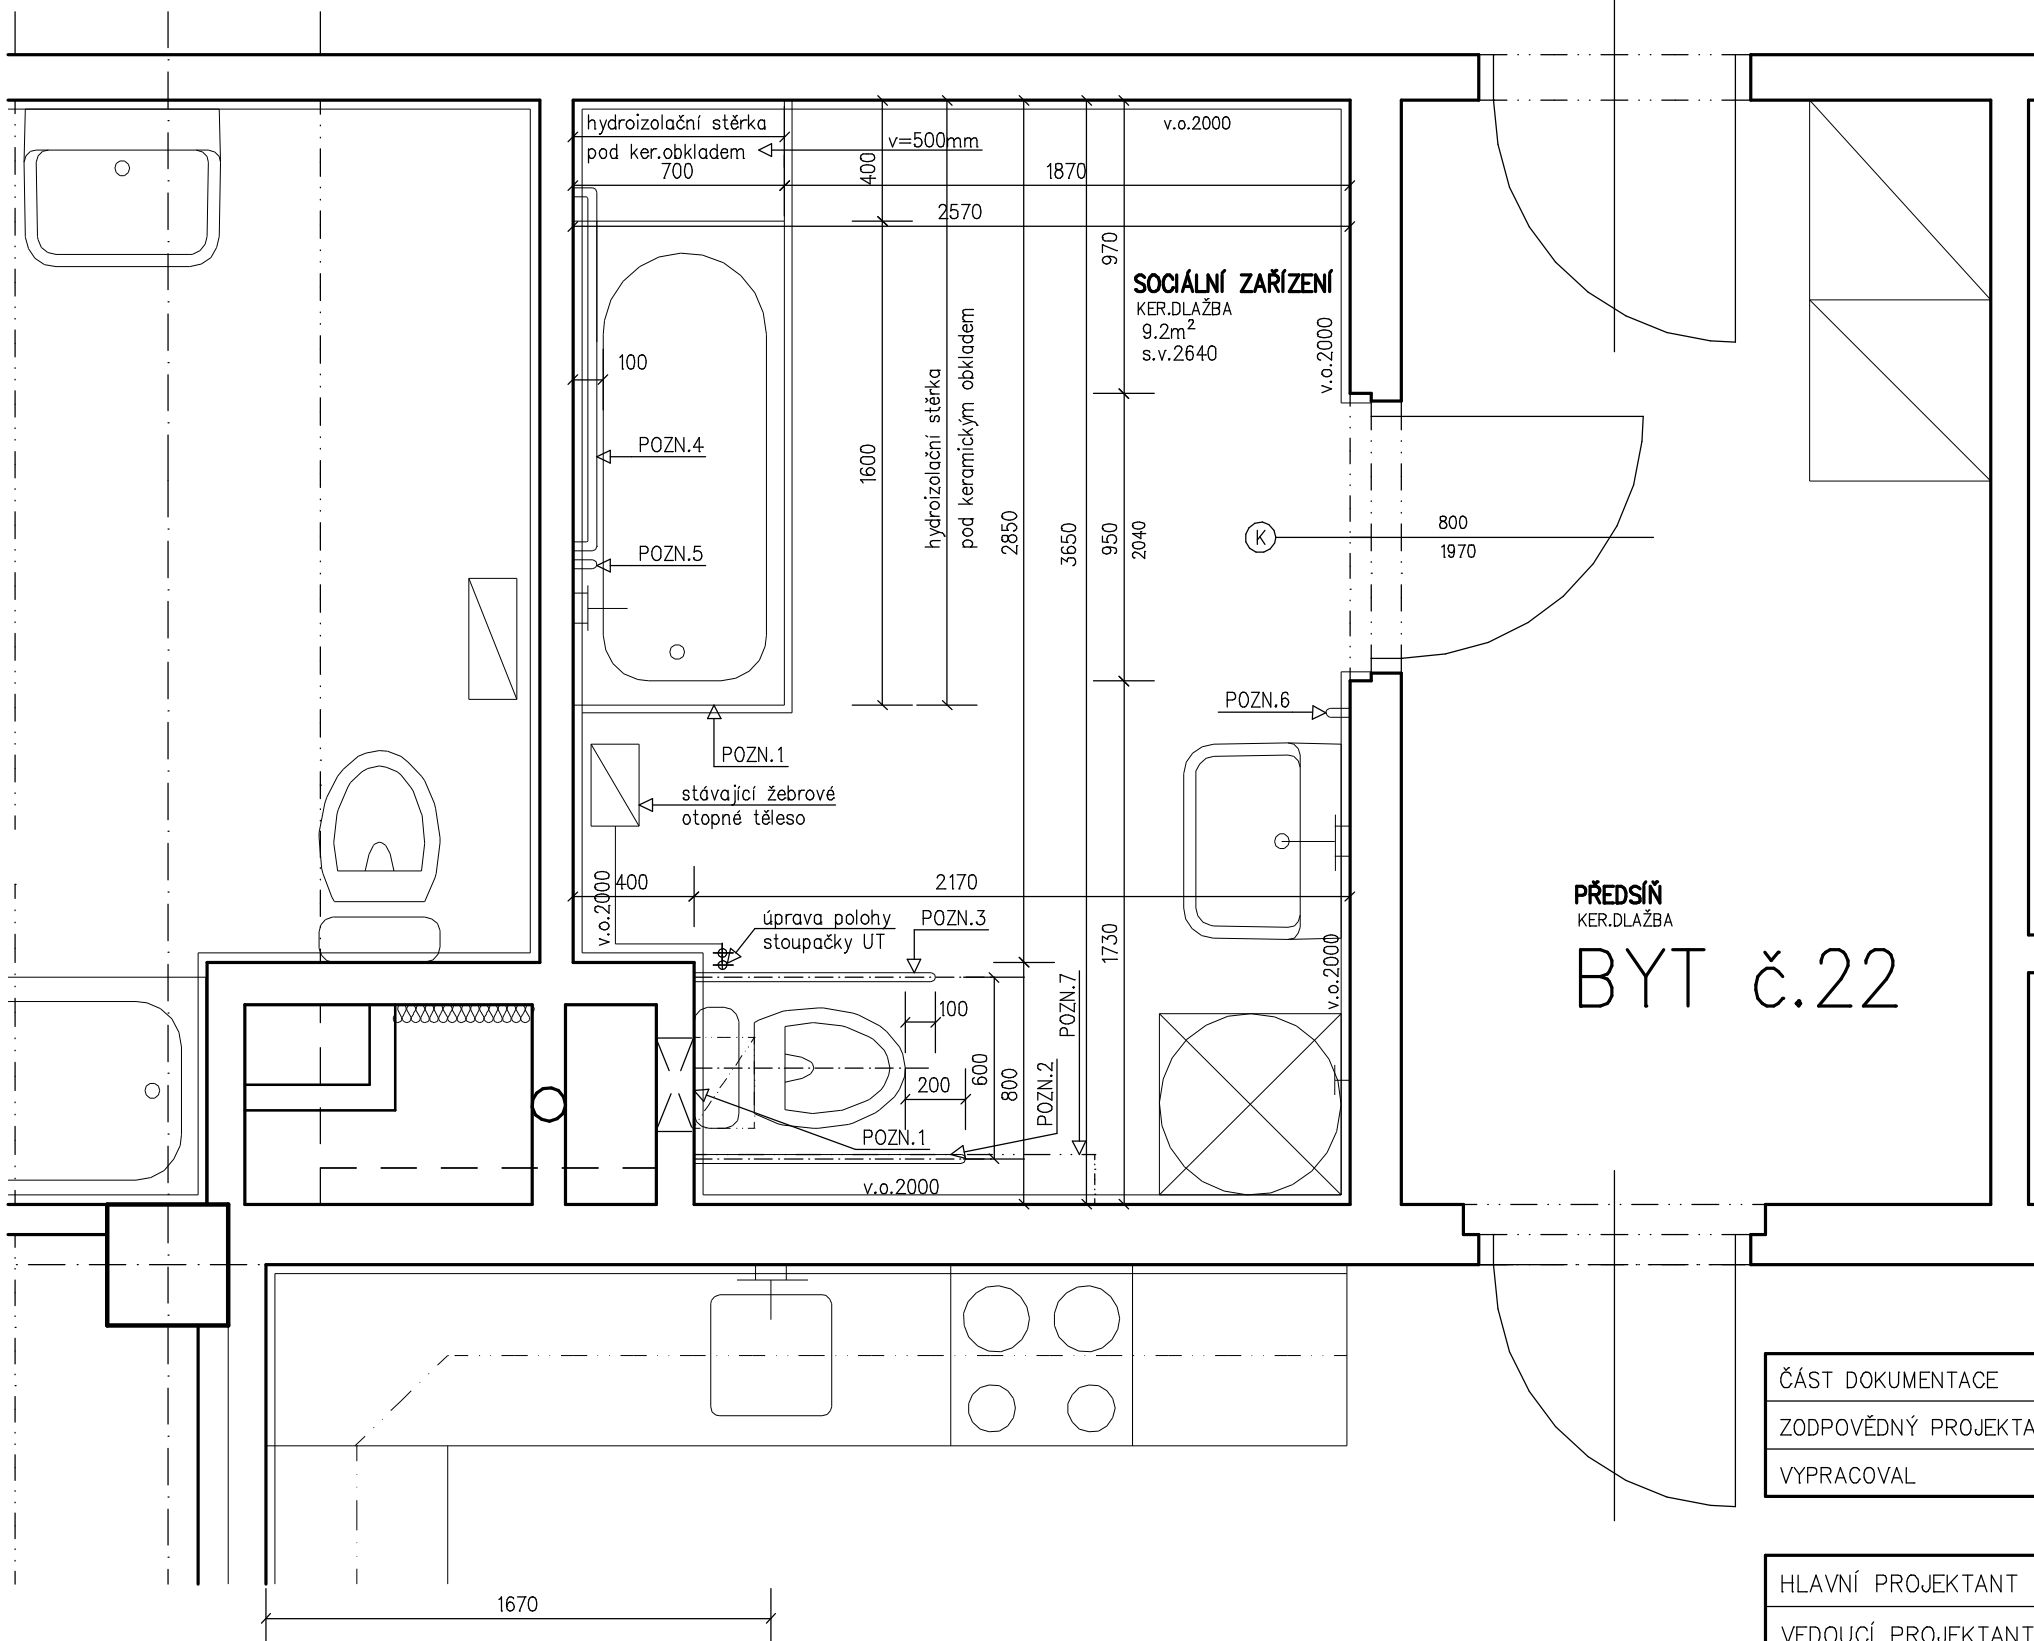 hydroizolační stěrka
pod ker.obkladem
v=500mm
v.o.2000
700
400
1870
2570
970
SOCIÁLNÍ ZAŘÍZENÍ
KER.DLAŽBA
9.2m²
s.v.2640
v.o.2000
100
POZN.4
1600
hydroizolační stěrka
pod keramickým obkladem
2850
3650
950
2040
K
800
1970
POZN.5
POZN.6
POZN.1
stávající žebrové
otopné těleso
400
2170
v.o.2000
úprava polohy
stoupačky UT
POZN.3
1730
v.o.2000
PŘEDSÍŇ
KER.DLAŽBA
BYT č.22
100
POZN.7
600
800
200
POZN.2
POZN.1
v.o.2000
ČÁST DOKUMENTACE
ZODPOVĚDNÝ PROJEKTA
VYPRACOVAL
HLAVNÍ PROJEKTANT
VEDOUCÍ PROJEKTANT
1670